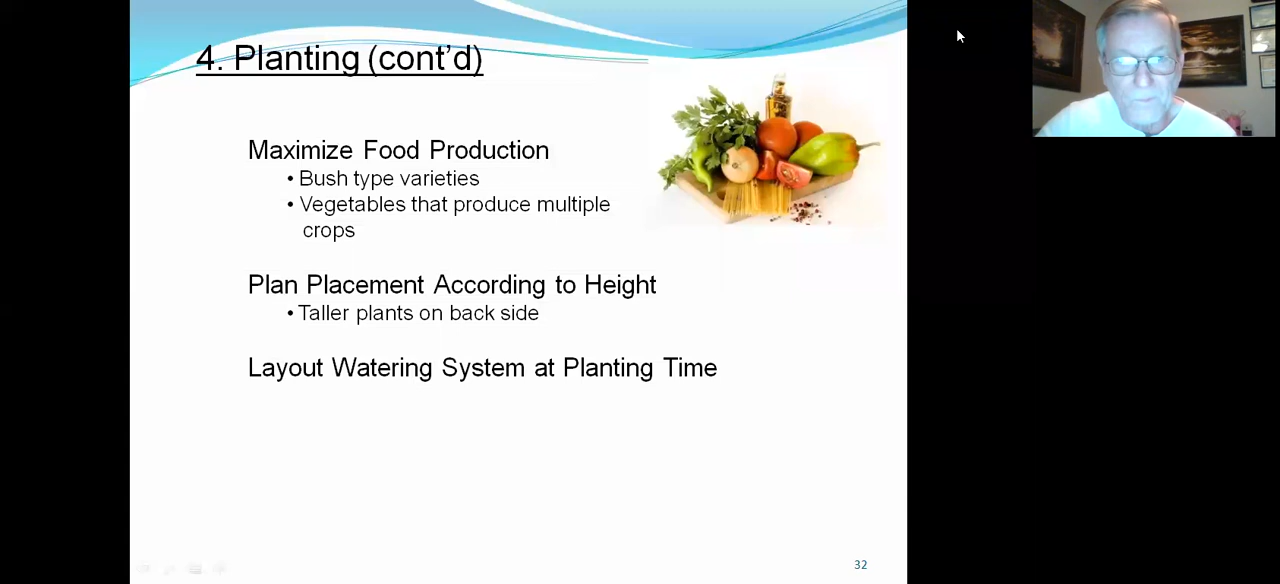 4. Planting (cont’d)
Maximize Food Production
• Bush type varieties
• Vegetables that produce multiple
crops
Plan Placement According to Height
• Taller plants on back side
Layout Watering System at Planting Time
32